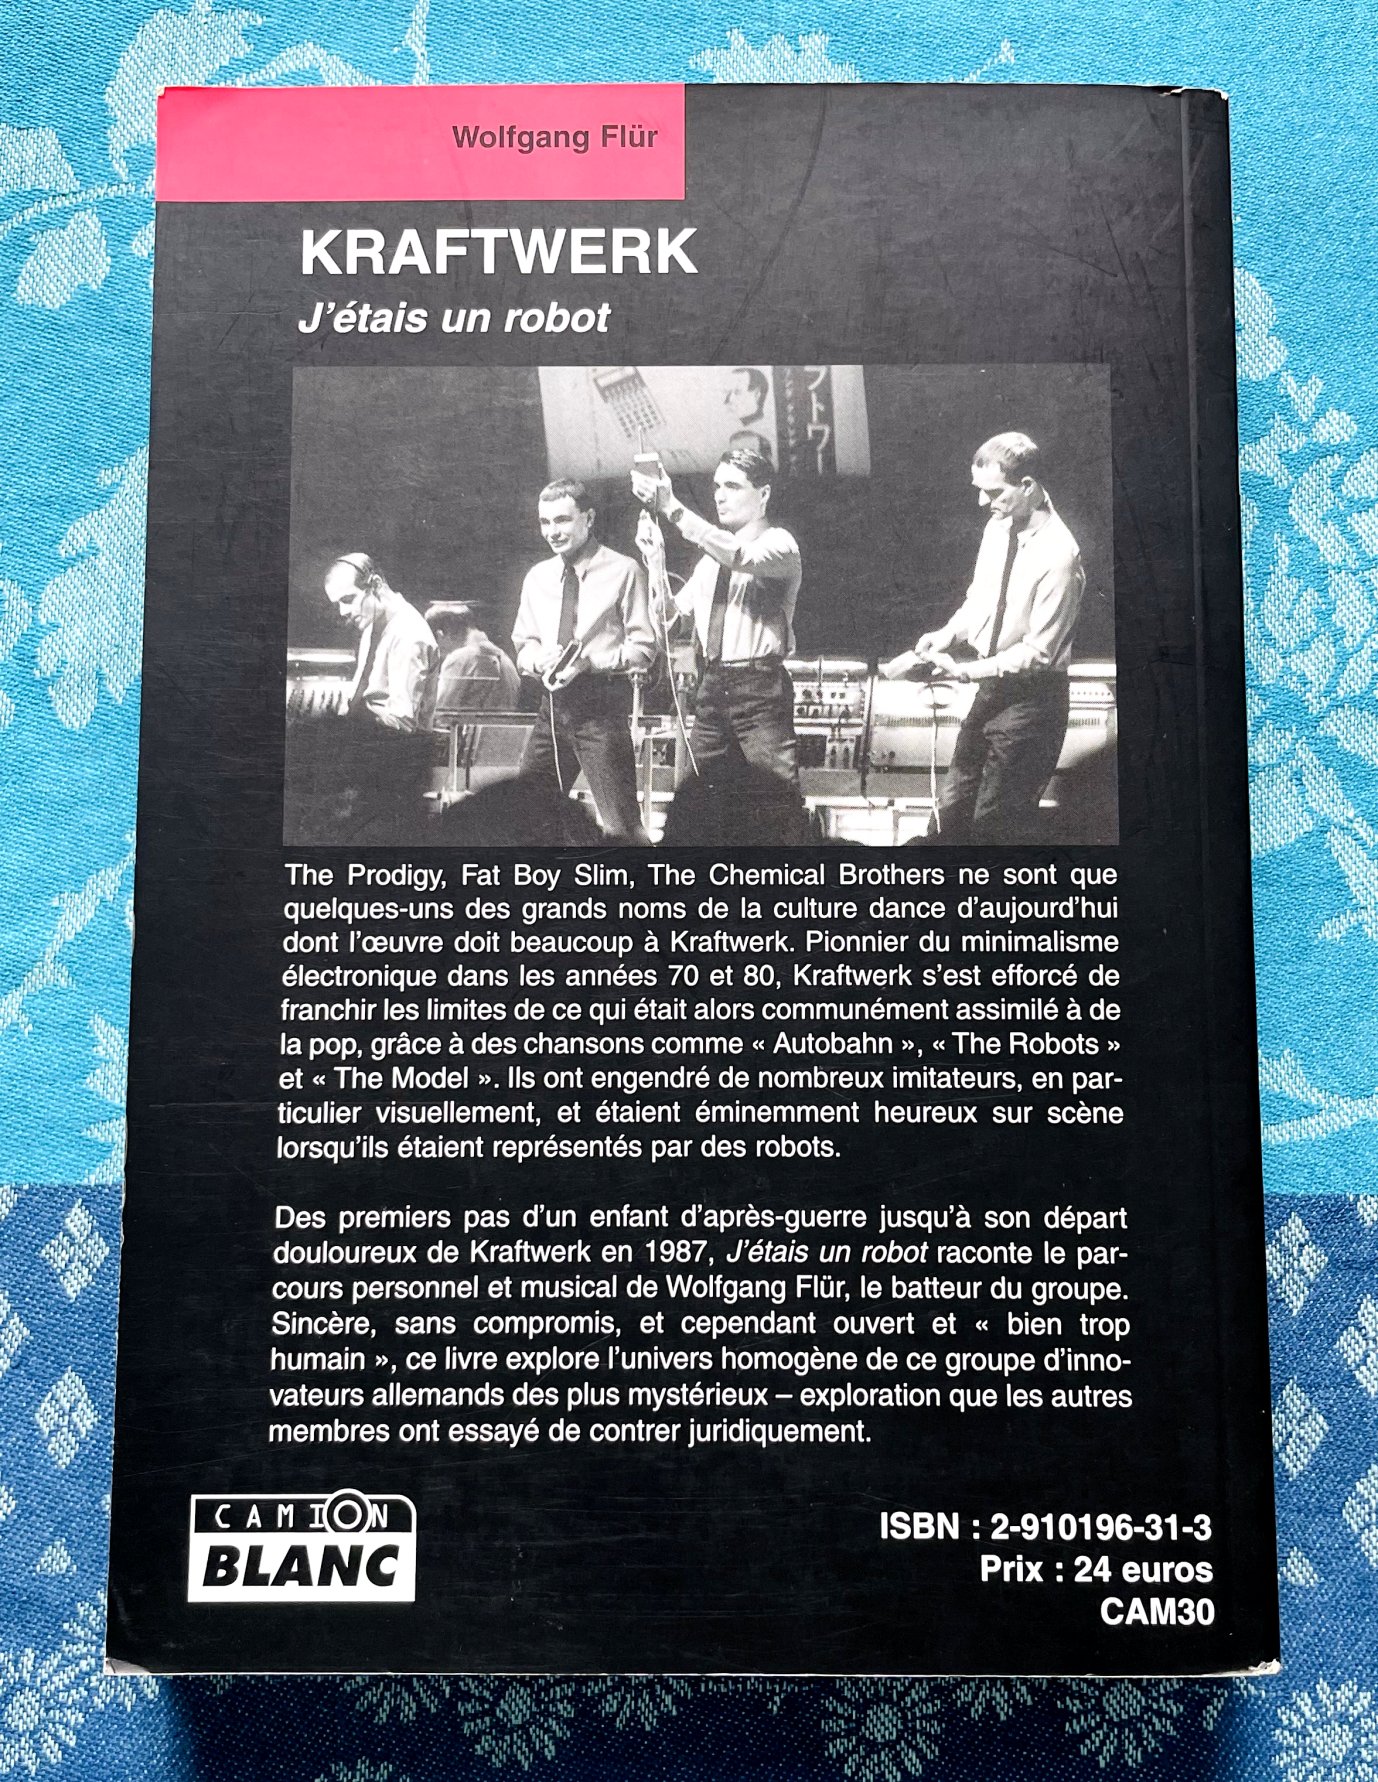 Wolfgang Flür
KRAFTWERK
J'étais un robot
フトワー
The Prodigy, Fat Boy Slim, The Chemical Brothers ne sont que
quelques-uns des grands noms de la culture dance d'aujourd'hui
dont l'œuvre doit beaucoup à Kraftwerk. Pionnier du minimalisme
électronique dans les années 70 et 80, Kraftwerk s'est efforcé de
franchir les limites de ce qui était alors communément assimilé à de
la pop, grâce à des chansons comme « Autobahn », « The Robots »
et « The Model ». Ils ont engendré de nombreux imitateurs, en par-
ticulier visuellement, et étaient éminemment heureux sur scène
lorsqu'ils étaient représentés par des robots.
Des premiers pas d'un enfant d'après-guerre jusqu'à son départ
douloureux de Kraftwerk en 1987, J'étais un robot raconte le par-
cours personnel et musical de Wolfgang Flür, le batteur du groupe.
Sincère, sans compromis, et cependant ouvert et « bien trop
humain », ce livre explore l'univers homogène de ce groupe d'inno-
vateurs allemands des plus mystérieux – exploration que les autres
membres ont essayé de contrer juridiquement.
CAMION
BLANC
ISBN : 2-910196-31-3
Prix : 24 euros
CAM30